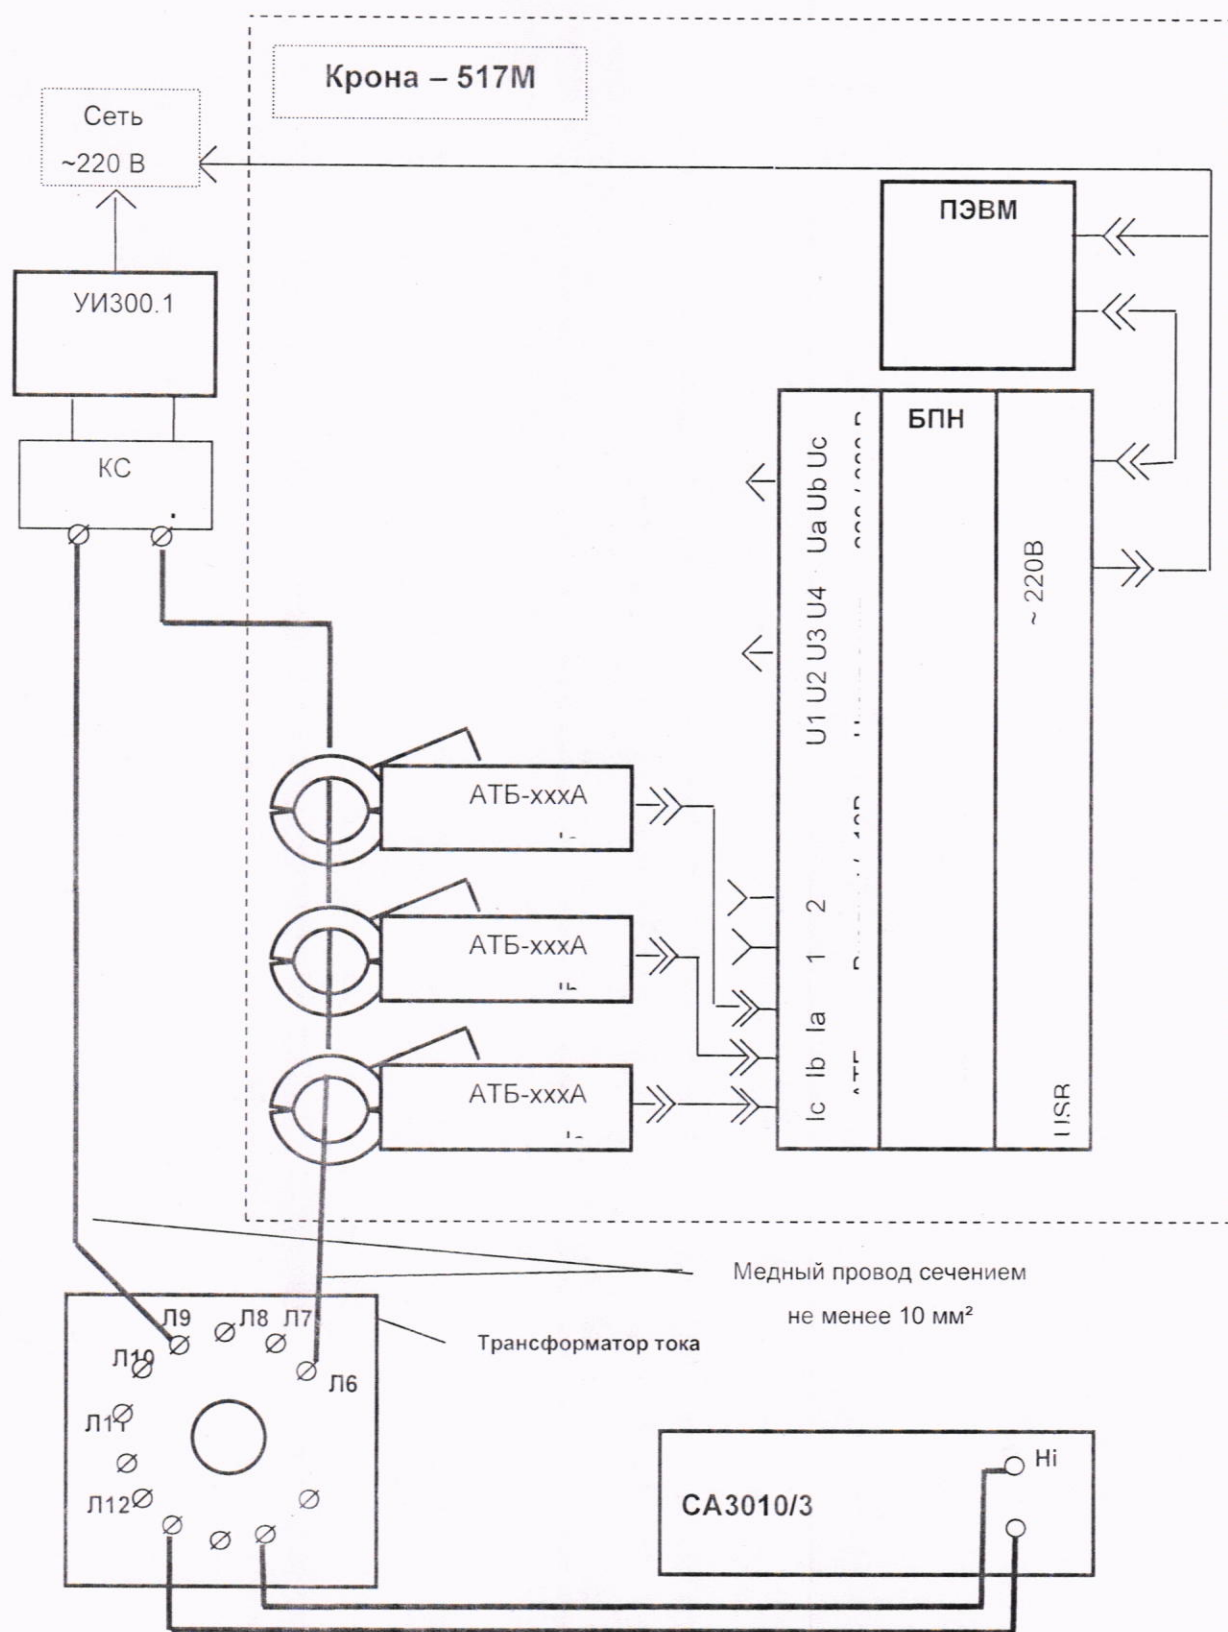 Крона – 517М
Сеть
~220 В
ПЭВМ
УИ300.1
БПН
КС
Ua Ub Uc
~ 220В
U1 U2 U3 U4
АТБ-хххА
2
АТБ-хххА
1
Ia
Ib
АТБ-хххА
Ic
USB
Медный провод сечением
не менее 10 мм²
Л9
Л8
Л7
Трансформатор тока
Л10
Л6
Л11
Hi
Л12
СА3010/3